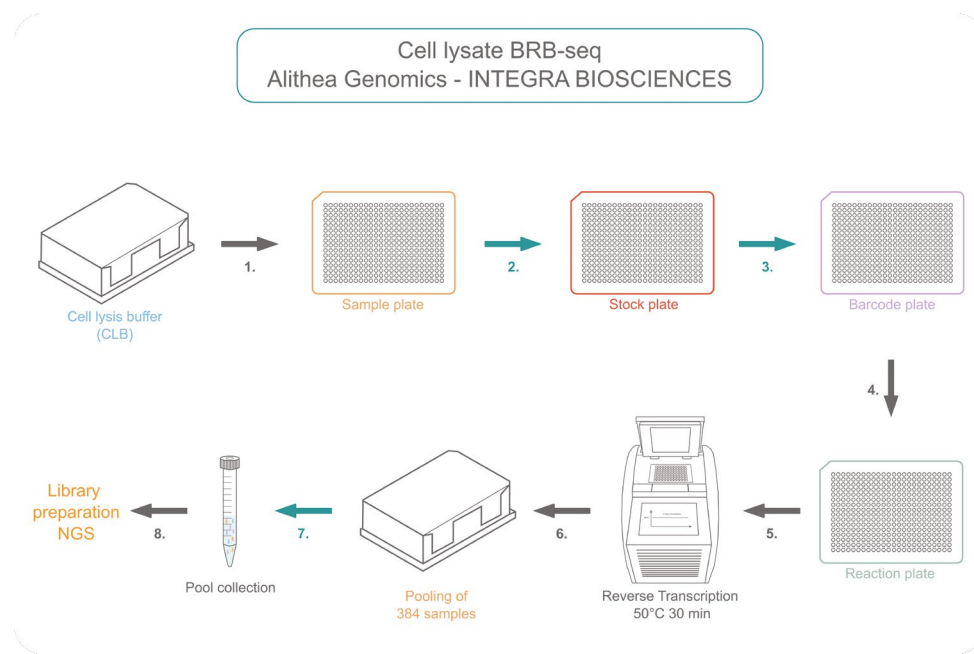 Cell lysate BRB-seq
Alithea Genomics - INTEGRA BIOSCIENCES
1.
2.
3.
Cell lysis buffer
(CLB)
Sample plate
Stock plate
Barcode plate
4.
Library
preparation
NGS
8.
7.
6.
5.
Pool collection
Pooling of
384 samples
Reverse Transcription
50°C 30 min
Reaction plate